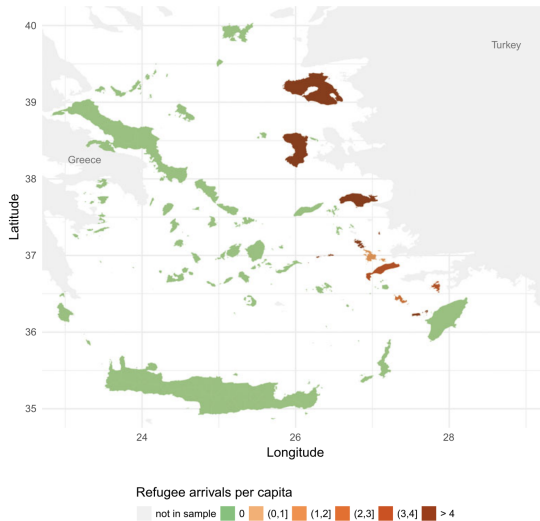 40
Turkey
39
Greece
38
Latitude
37
36
35
24
26
28
Longitude
Refugee arrivals per capita
not in sample 0 (0,1] (1,2] (2,3] (3,4] > 4